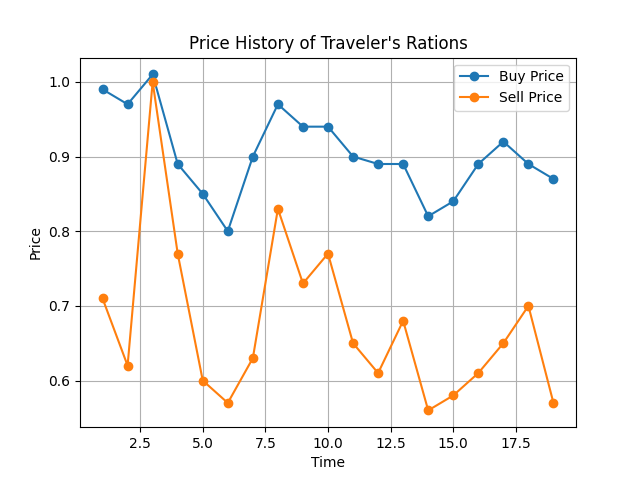 Price History of Traveler's Rations
Buy Price
Sell Price
Price
1.0
0.9
0.8
0.7
0.6
2.5 5.0 7.5 10.0 12.5 15.0 17.5
Time